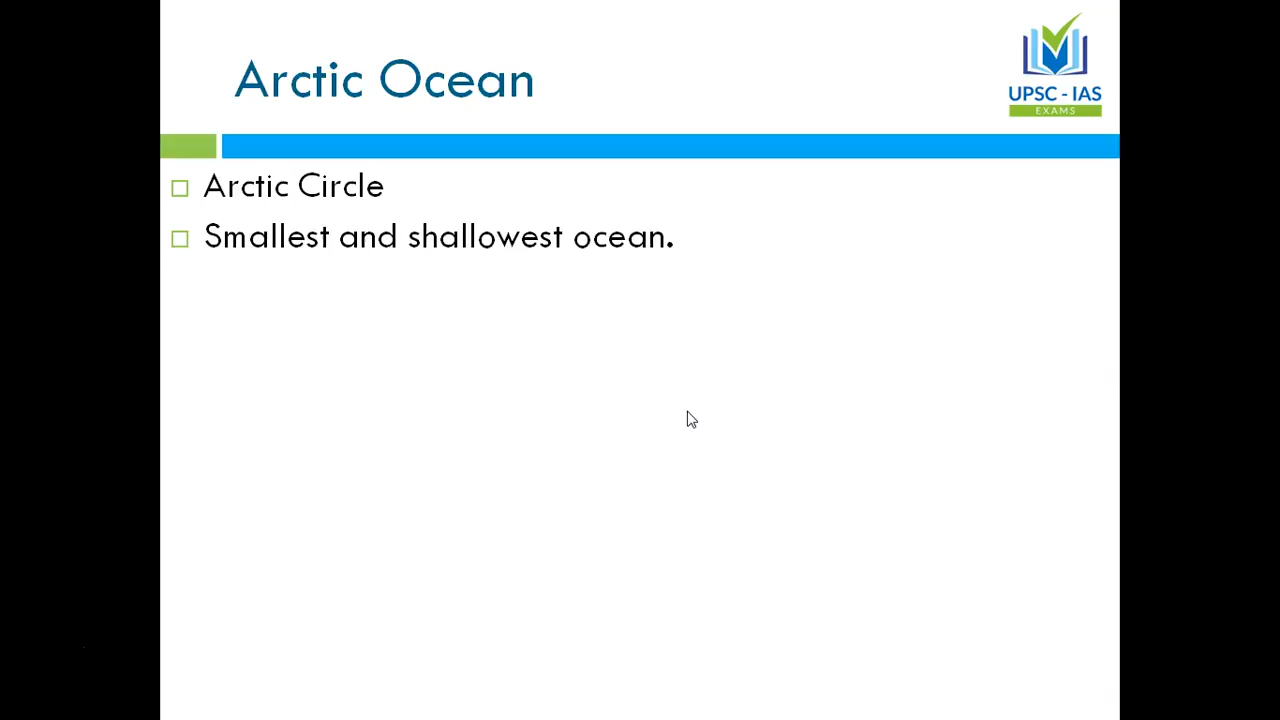 Arctic Ocean
UPSC - IAS
EXAMS
Arctic Circle
Smallest and shallowest ocean.